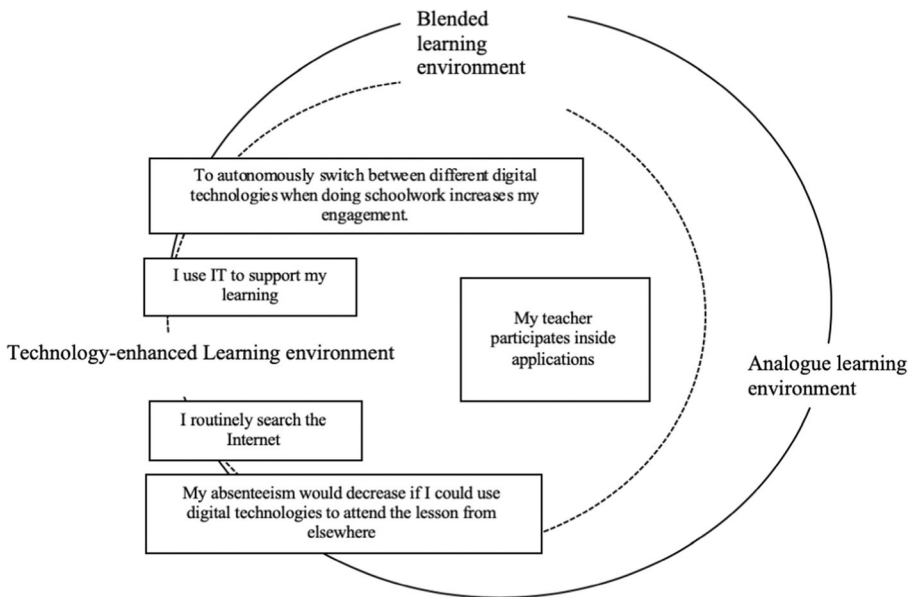 Blended
learning
environment
To autonomously switch between different digital
technologies when doing schoolwork increases my
engagement.
I use IT to support my
learning
My teacher
participates inside
applications
Technology-enhanced Learning environment
Analogue learning
environment
I routinely search the
Internet
My absenteeism would decrease if I could use
digital technologies to attend the lesson from
elsewhere